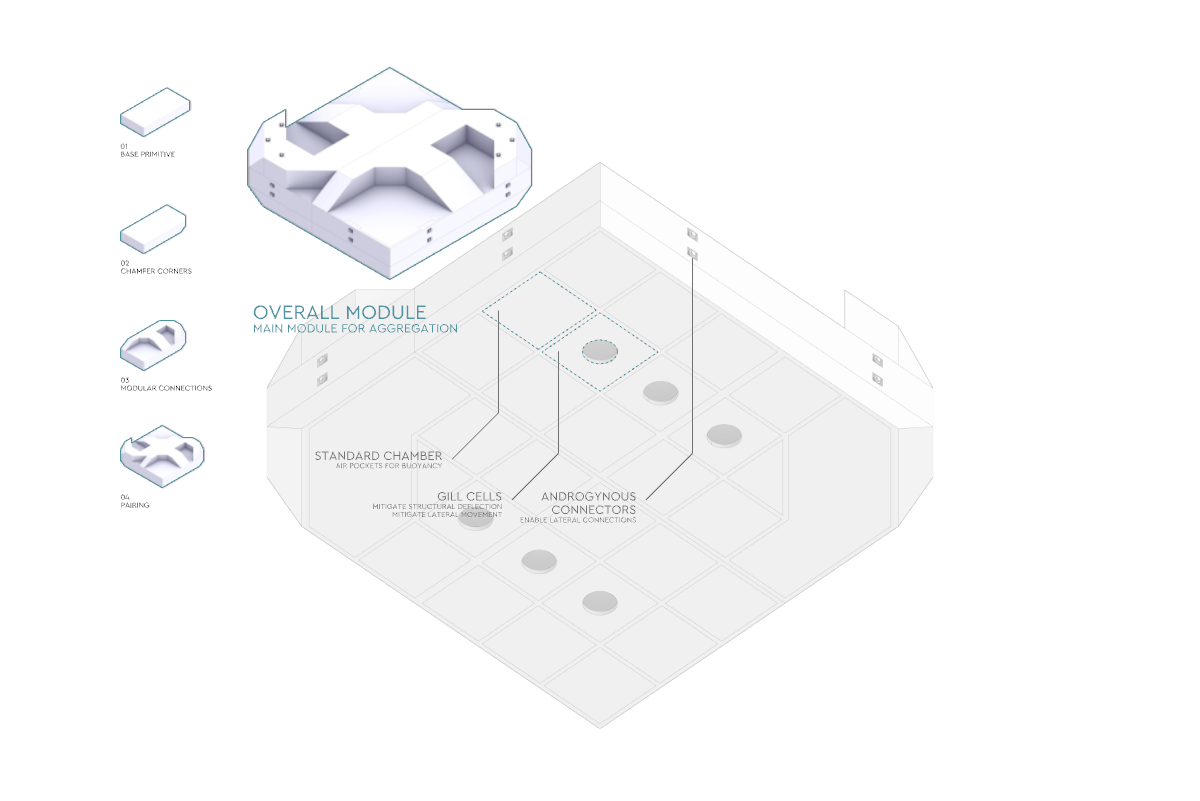 01
BASE PRIMITIVE
02
CHAMFER CORNERS
03
MODULAR CONNECTIONS
04
PAIRING
OVERALL MODULE
MAIN MODULE FOR AGGREGATION
STANDARD CHAMBER
AIR POCKETS FOR BUOYANCY
GILL CELLS
MITIGATE STRUCTURAL DEFLECTION
MITIGATE LATERAL MOVEMENT
ANDROGYNOUS
CONNECTORS
ENABLE LATERAL CONNECTIONS